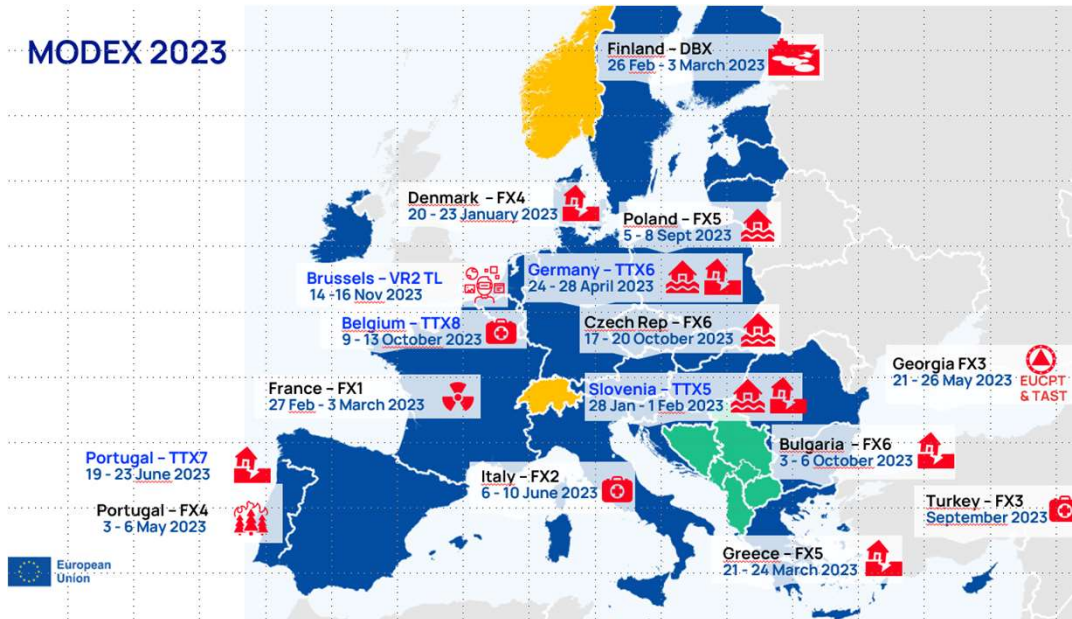 MODEX 2023
Finland – DBX
26 Feb - 3 March 2023
Denmark – FX4
20 - 23 January 2023
Poland – FX5
5 - 8 Sept 2023
Brussels – VR2 TL
14 -16 Nov 2023
Germany – TTX6
24 - 28 April 2023
Belgium – TTX8
9 - 13 October 2023
Czech Rep – FX6
17 - 20 October 2023
Georgia FX3
21 - 26 May 2023
EUCPT
& TAST
France – FX1
27 Feb - 3 March 2023
Slovenia – TTX5
28 Jan - 1 Feb 2023
Bulgaria – FX6
3 - 6 October 2023
Portugal – TTX7
19 - 23 June 2023
Italy – FX2
6 - 10 June 2023
Turkey – FX3
September 2023
Portugal – FX4
3 - 6 May 2023
Greece – FX5
21 - 24 March 2023
European
Union